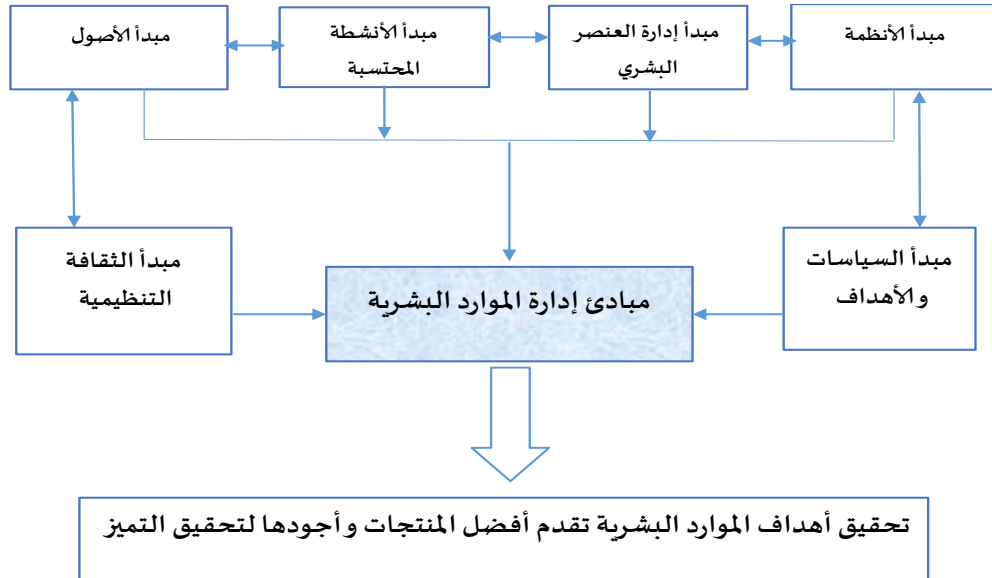 مبدأ الأنظمة
مبدأ إدارة العنصر
البشري
مبدأ الأنشطة
المحتسبة
مبدأ الأصول
مبدأ السياسات
والأهداف
مبادئ إدارة الموارد البشرية
مبدأ الثقافة
التنظيمية
تحقيق أهداف الموارد البشرية تقدم أفضل المنتجات وأجودها لتحقيق التميز